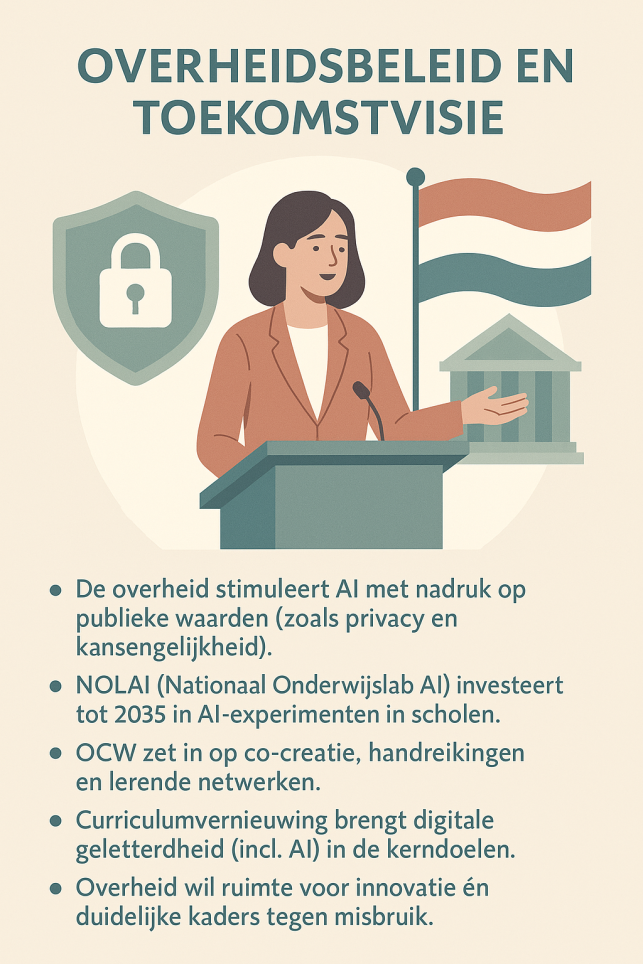 OVERHEIDSBELEID EN
TOEKOMSTVISIE
• De overheid stimuleert AI met nadruk op
publieke waarden (zoals privacy en
kansengelijkheid).
• NOLAI (Nationaal Onderwijslab AI) investeert
tot 2035 in AI-experimenten in scholen.
• OCW zet in op co-creatie, handreikingen
en lerende netwerken.
• Curriculumvernieuwing brengt digitale
geletterdheid (incl. AI) in de kerndoelen.
• Overheid wil ruimte voor innovatie én
duidelijke kaders tegen misbruik.